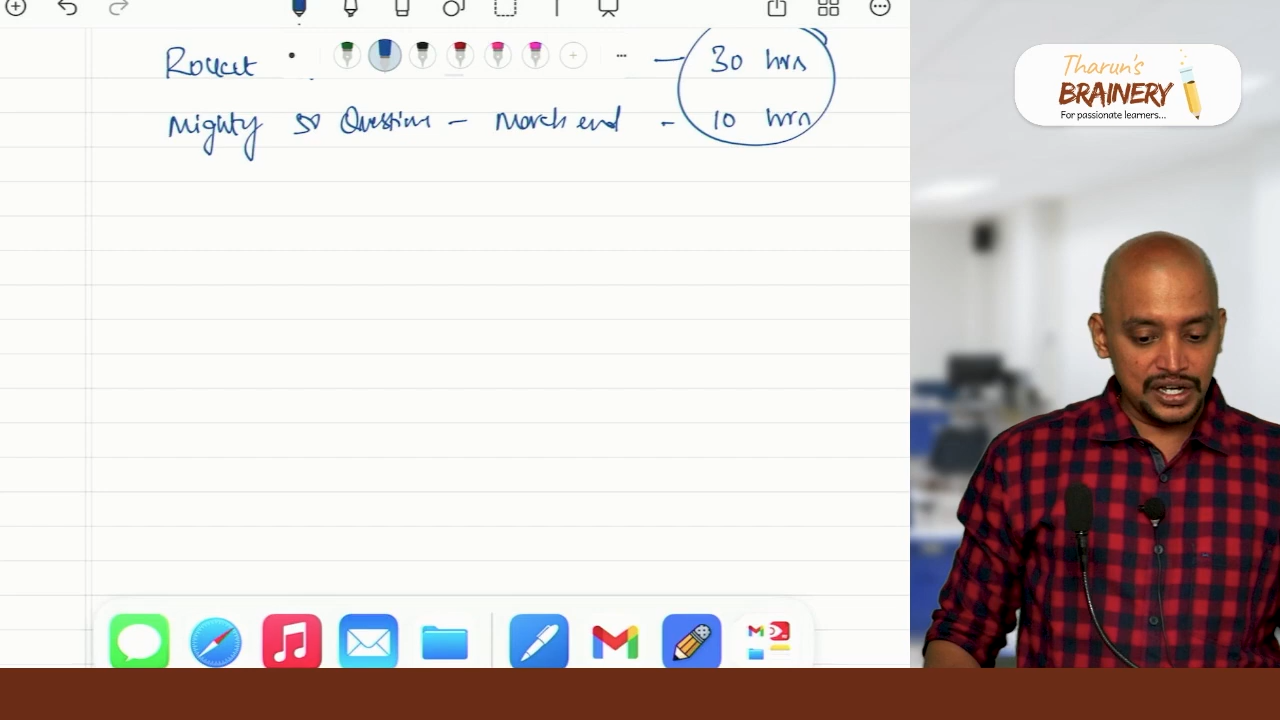 Rocket — 30 hrs
Mighty 50 Question – March end - 10 hrs
Tharun's
BRAINERY
For passionate learners...